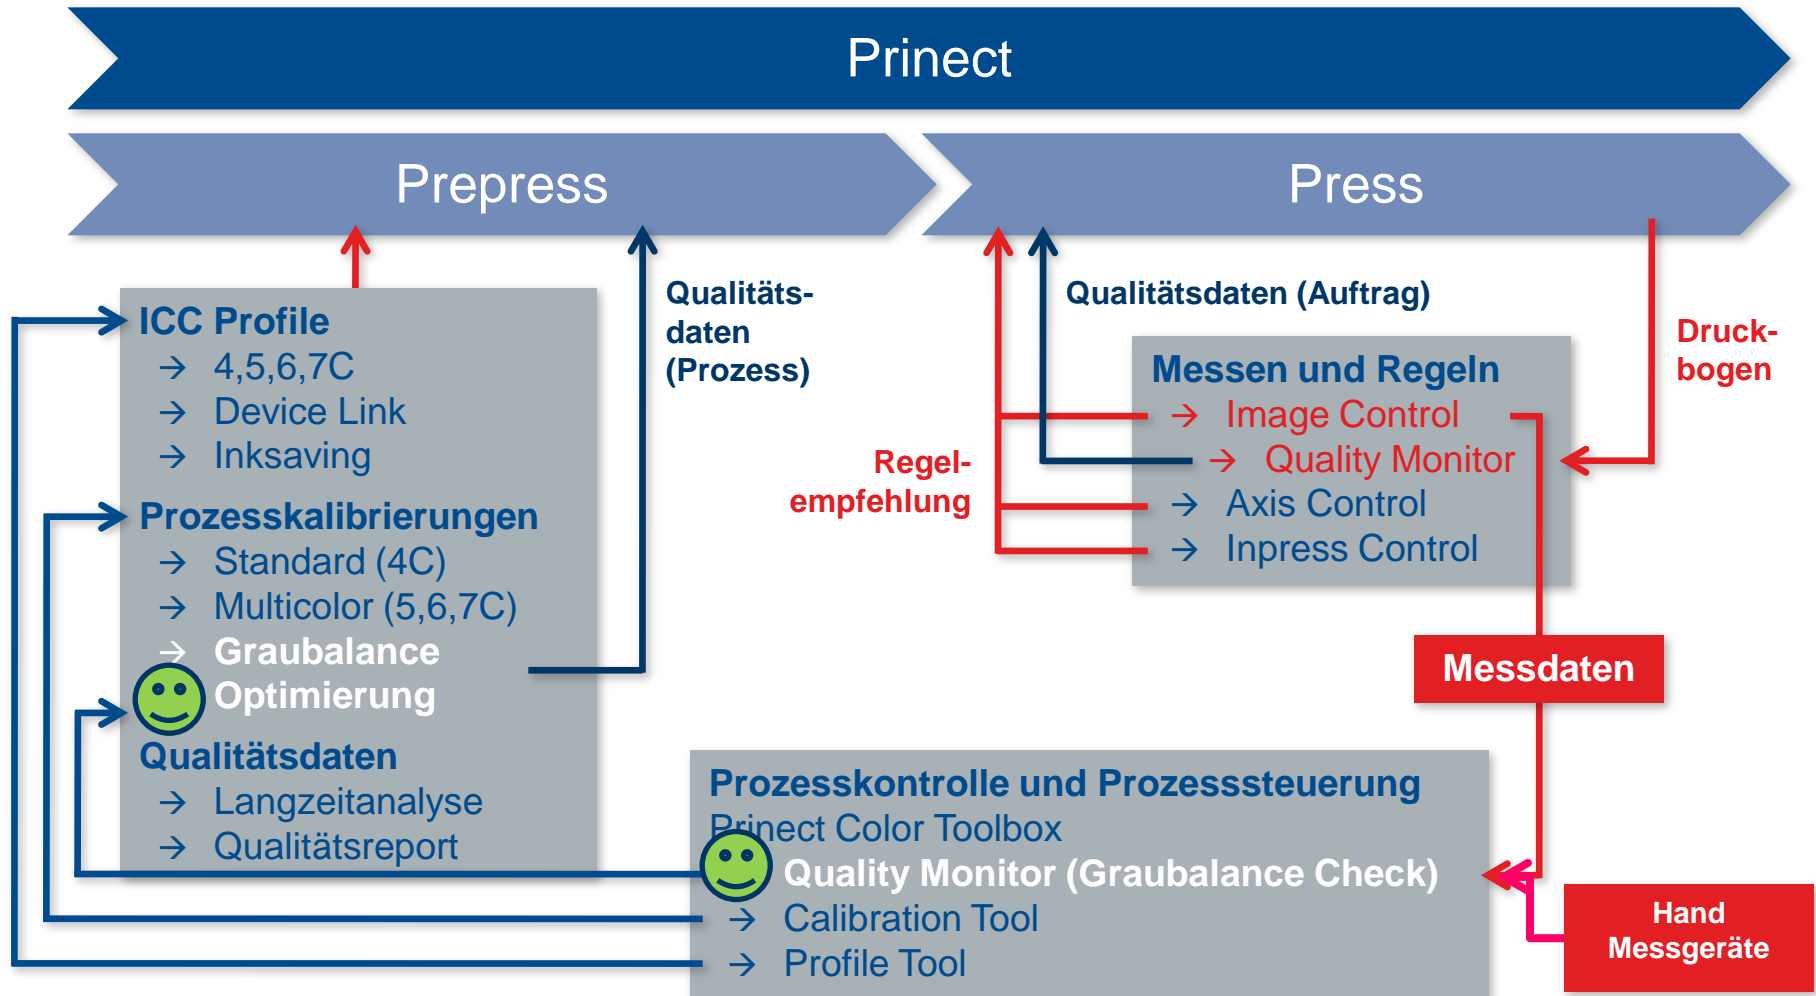 Prinect
Prepress
Press
ICC Profile
→ 4,5,6,7C
→ Device Link
→ Inksaving
Prozesskalibrierungen
→ Standard (4C)
→ Multicolor (5,6,7C)
→ Graubalance
Optimierung
Qualitätsdaten
→ Langzeitanalyse
→ Qualitätsreport
Qualitäts-
daten
(Prozess)
Qualitätsdaten (Auftrag)
Regel-
empfehlung
Messen und Regeln
→ Image Control
→ Quality Monitor
→ Axis Control
→ Inpress Control
Druck-
bogen
Messdaten
Prozesskontrolle und Prozesssteuerung
Prinect Color Toolbox
Quality Monitor (Graubalance Check)
→ Calibration Tool
→ Profile Tool
Hand
Messgeräte